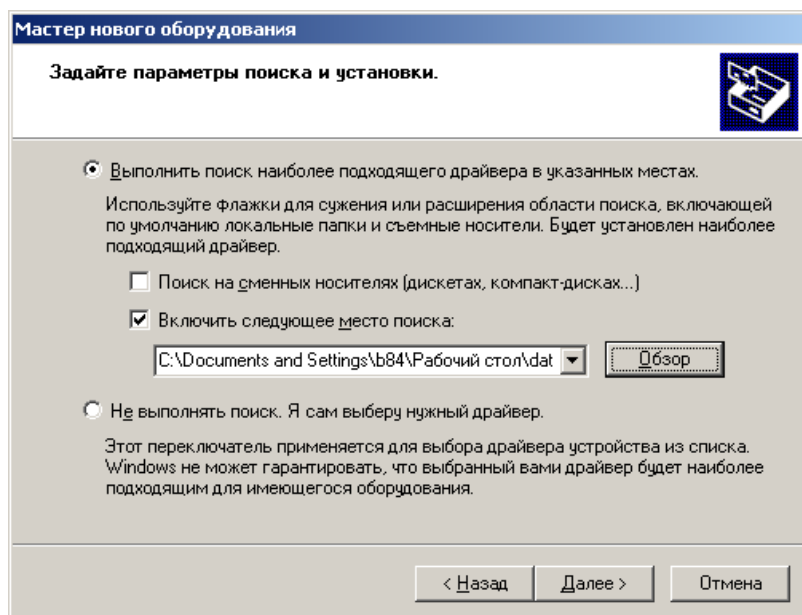 Мастер нового оборудования
Задайте параметры поиска и установки.
Выполнить поиск наиболее подходящего драйвера в указанных местах.
Используйте флажки для сужения или расширения области поиска, включающей
по умолчанию локальные папки и съемные носители. Будет установлен наиболее
подходящий драйвер.
Поиск на сменных носителях (дискетах, компакт-дисках...)
Включить следующее место поиска:
C:\Documents and Settings\b84\Рабочий стол\dat
Обзор
Не выполнять поиск. Я сам выберу нужный драйвер.
Этот переключатель применяется для выбора драйвера устройства из списка.
Windows не может гарантировать, что выбранный вами драйвер будет наиболее
подходящим для имеющегося оборудования.
< Назад
Далее >
Отмена